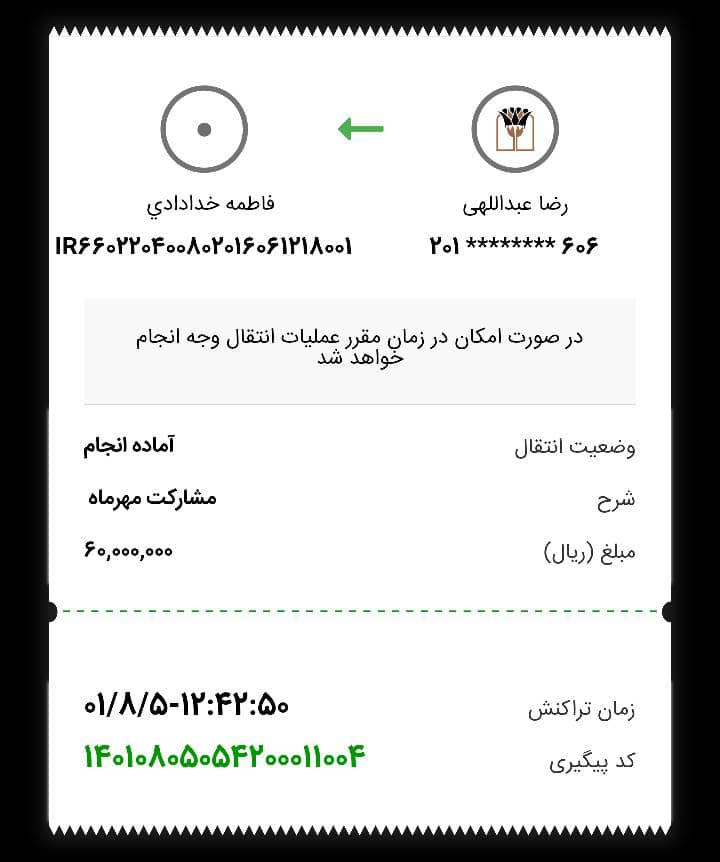 رضا عبداللهی
۲۰۱ ******** ۶۰۶
فاطمه خدادادي
IR۶۶۰۲۲۰۴۰۰۸۰۲۰۱۶۰۶۱۲۱۸۰۰۱
در صورت امکان در زمان مقرر عملیات انتقال وجه انجام
خواهد شد
وضعیت انتقال آماده انجام
شرح مشارکت مهرماه
مبلغ (ریال) ۶۰,۰۰۰,۰۰۰
زمان تراکنش ۰۱/۸/۵-۱۲:۴۲:۵۰
کد پیگیری ۱۴۰۱۰۸۰۵۰۵۴۲۰۰۰۱۱۰۰۴